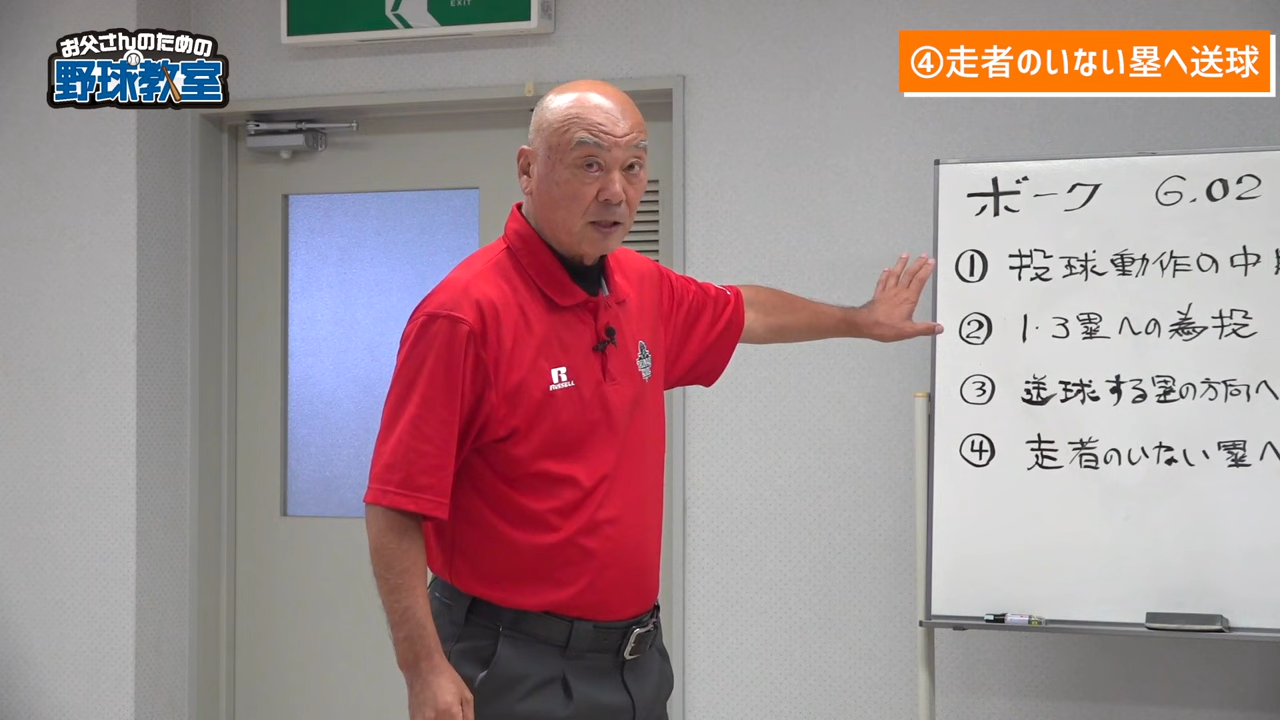 EXIT
お父さんのための
野球教室
④走者のいない塁へ送球
ボーク 6.02
① 投球動作の中
② 1・3塁への為投
③ 送球する塁の方向へ
④ 走者のいない塁へ
R
RUSSELL